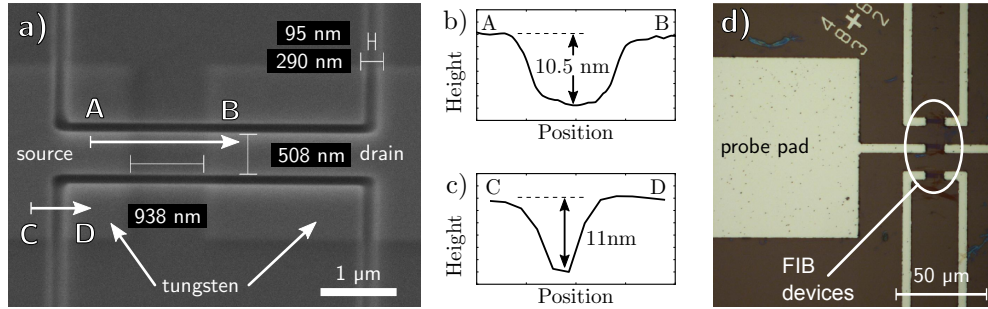 a)
95 nm
290 nm
A
B
source
508 nm
drain
938 nm
C
D
tungsten
1 μm
b)
A
B
Height
10.5 nm
Position
c)
C
D
Height
11nm
Position
d)
probe pad
FIB
devices
50 μm